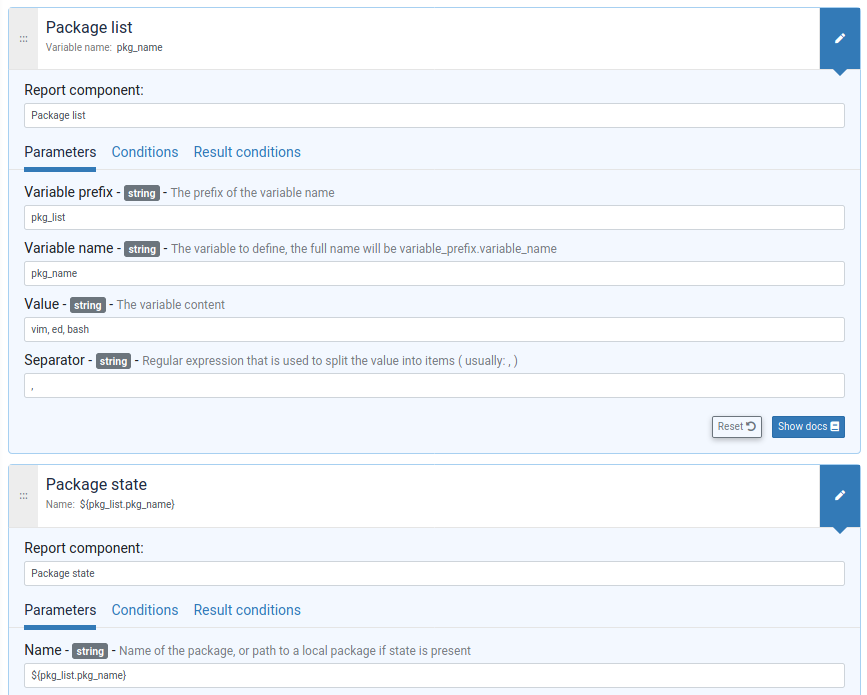 Package list
Variable name: pkg_name
Report component:
Package list
Parameters Conditions Result conditions
Variable prefix - string - The prefix of the variable name
pkg_list
Variable name - string - The variable to define, the full name will be variable_prefix.variable_name
pkg_name
Value - string - The variable content
vim, ed, bash
Separator - string - Regular expression that is used to split the value into items ( usually: , )
,
Reset Show docs
Package state
Name: ${pkg_list.pkg_name}
Report component:
Package state
Parameters Conditions Result conditions
Name - string - Name of the package, or path to a local package if state is present
${pkg_list.pkg_name}